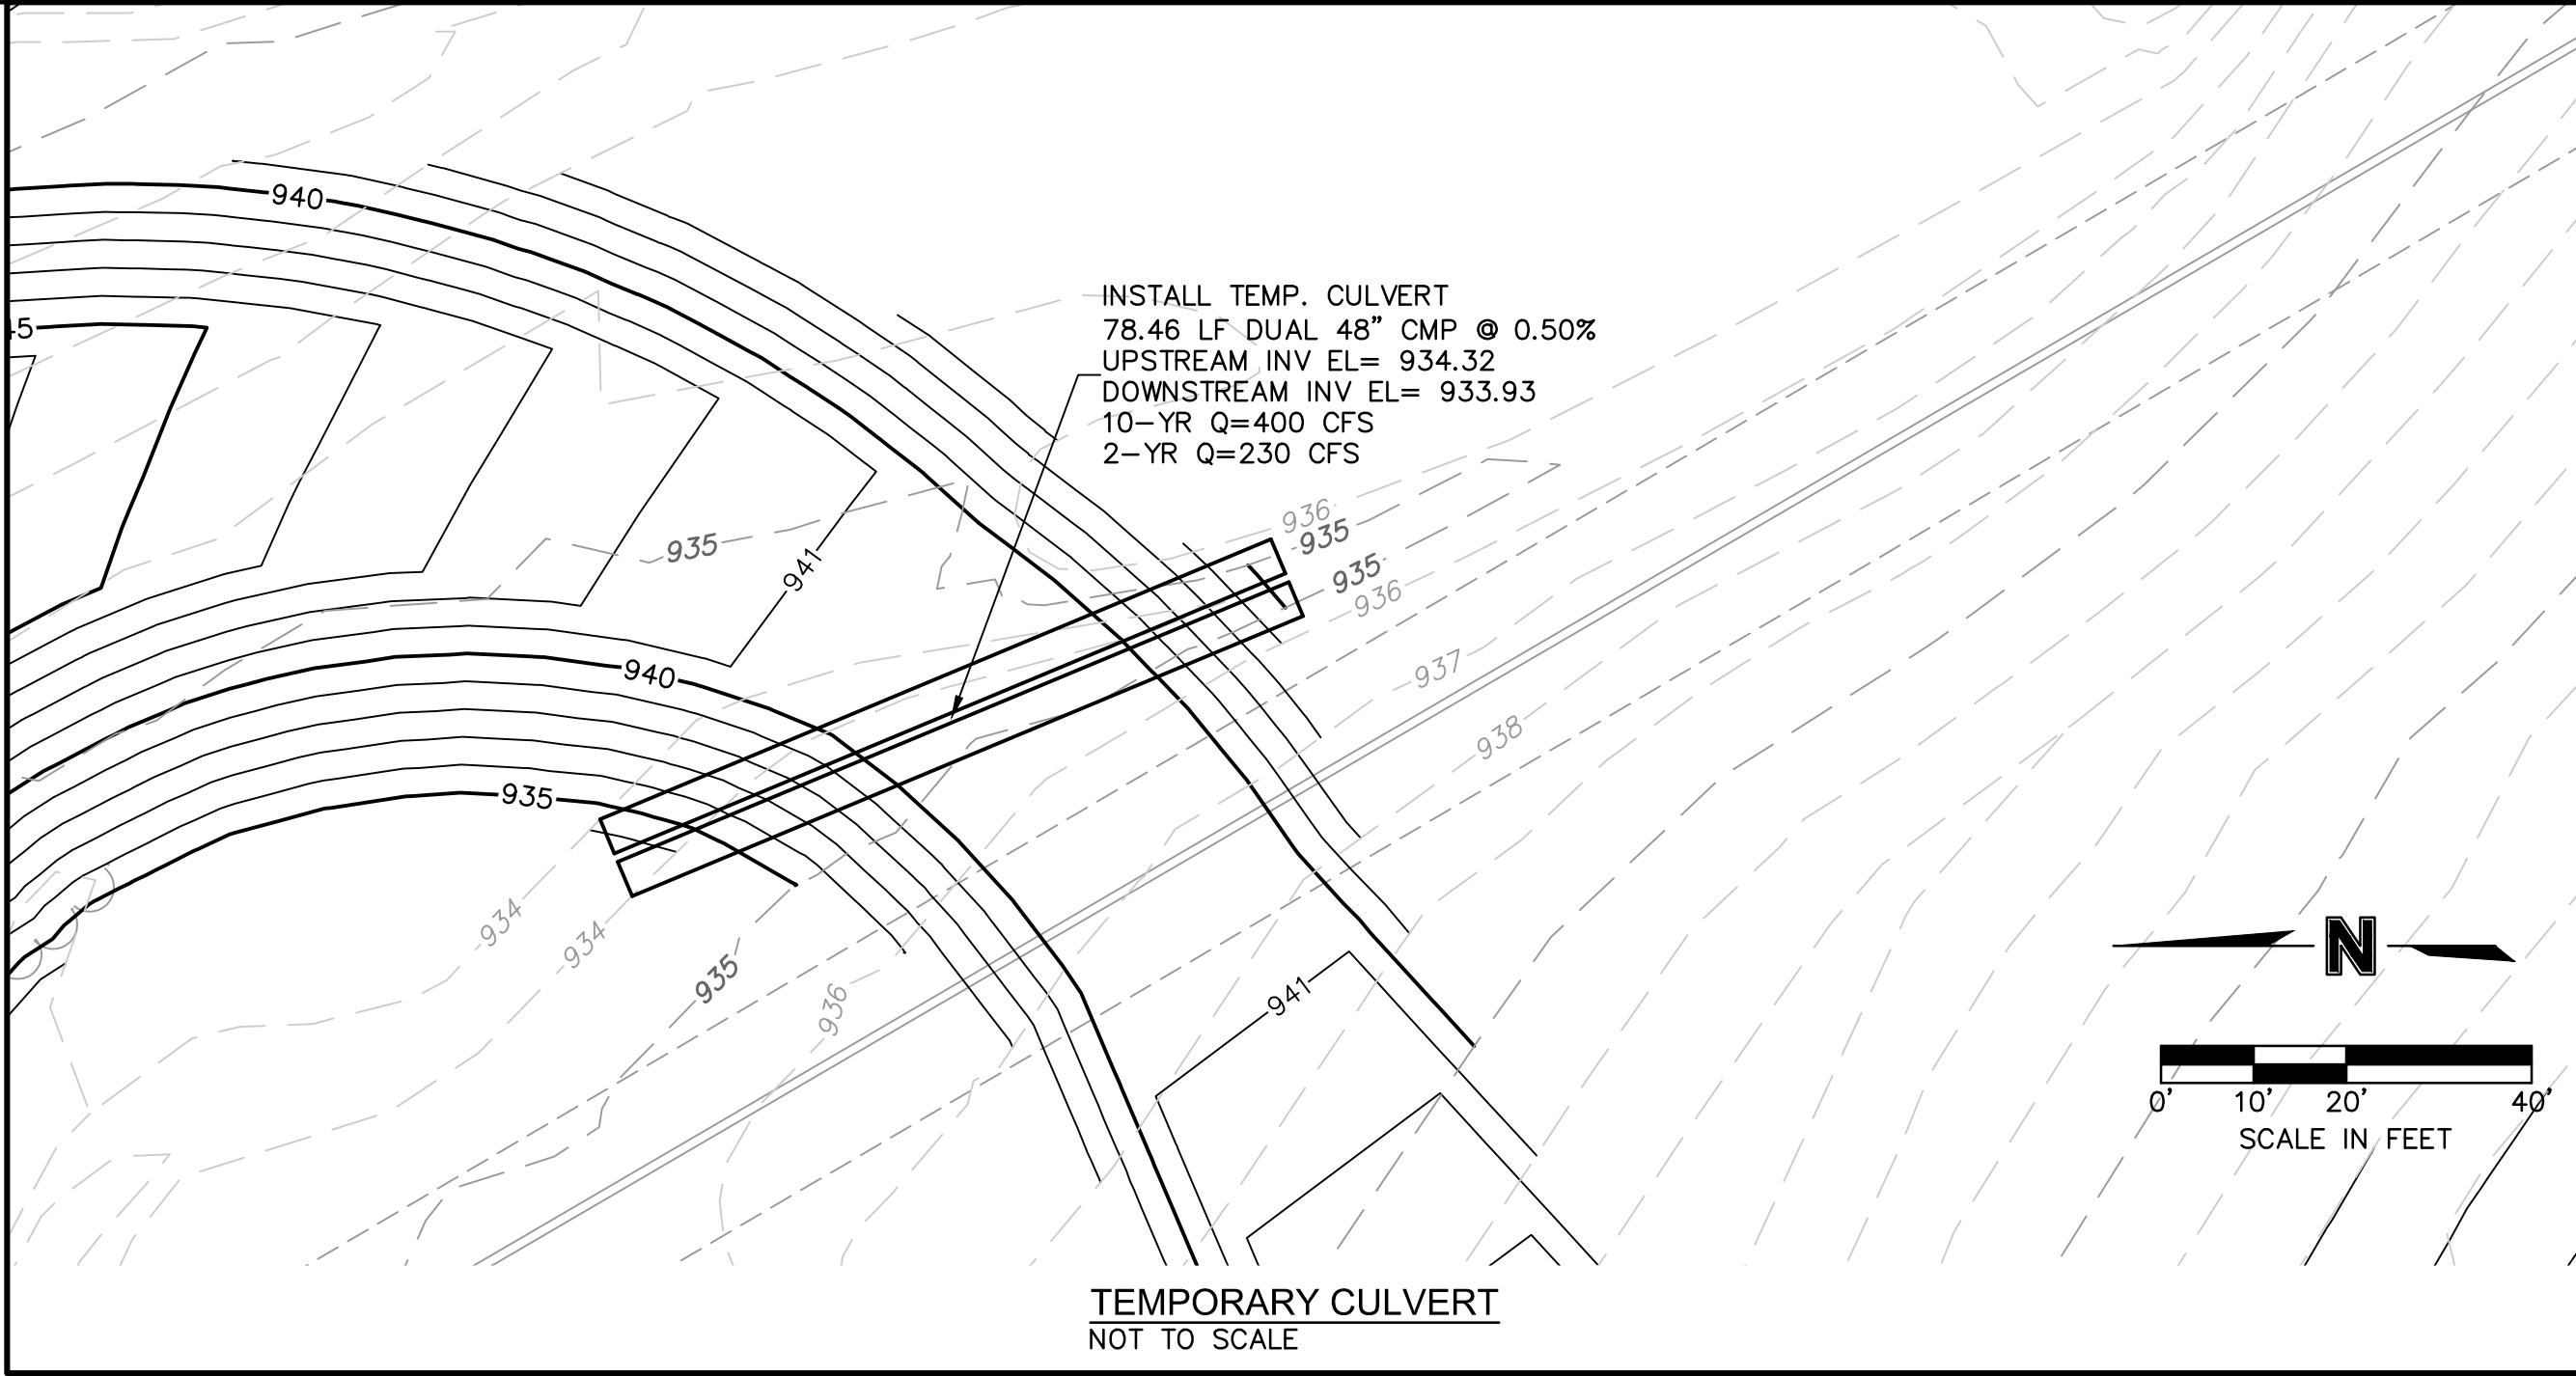 940
INSTALL TEMP. CULVERT
78.46 LF DUAL 48" CMP @ 0.50%
UPSTREAM INV EL= 934.32
DOWNSTREAM INV EL= 933.93
10-YR Q=400 CFS
2-YR Q=230 CFS
45
936
935
935
941
935
936
940
937
938
935
934
934
935
936
N
941
0' 10' 20' 40'
SCALE IN FEET
TEMPORARY CULVERT
NOT TO SCALE